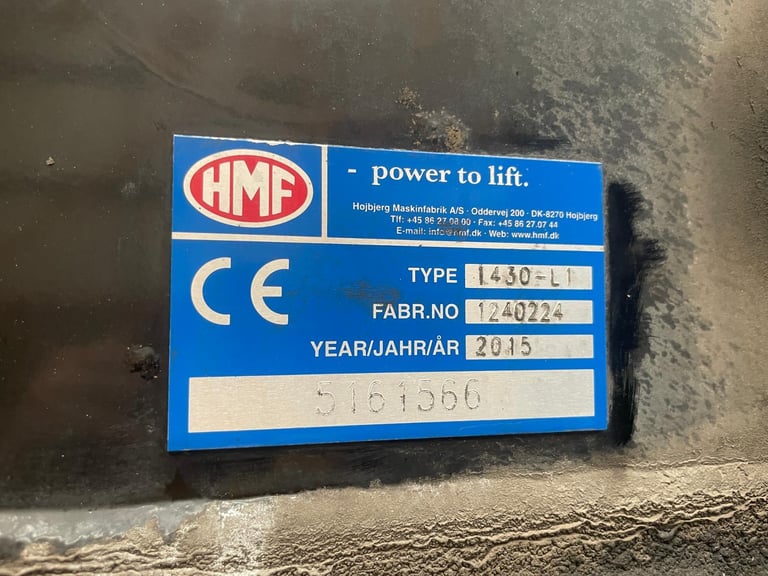 HMF
- power to lift.
Højbjerg Maskinfabrik A/S · Oddervej 200 · DK-8270 Højbjerg
Tlf: +45 86 27 08 00 · Fax: +45 86 27 07 44
E-mail: info@hmf.dk · Web: www.hmf.dk
CE
TYPE 1430-L1
FABR.NO 1240224
YEAR/JAHR/ÅR 2015
5161566